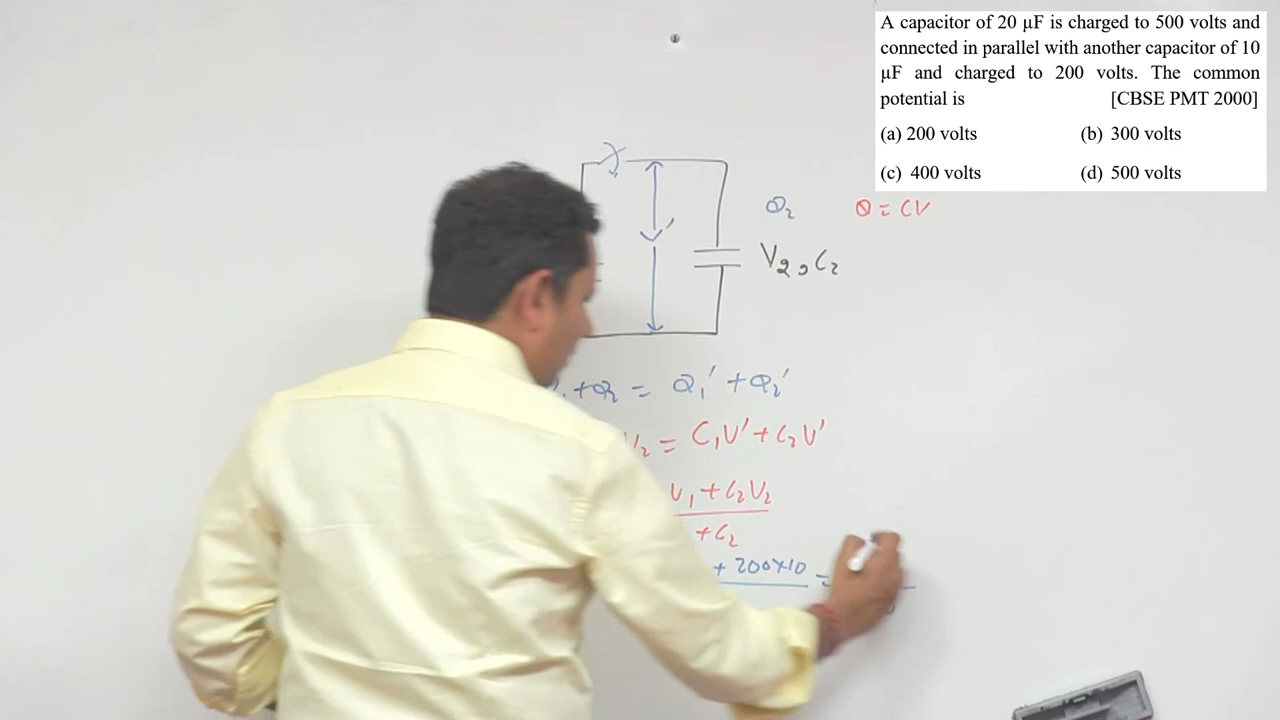 A capacitor of 20 µF is charged to 500 volts and
connected in parallel with another capacitor of 10
µF and charged to 200 volts. The common
potential is [CBSE PMT 2000]
(a) 200 volts (b) 300 volts
(c) 400 volts (d) 500 volts
Q₂ Q = CV
V₂, C₂
+Q₂ = Q₁' + Q₂'
V₂ = C₁V' + C₂V'
V₁ + C₂V₂
+ C₂
+ 200×10 =